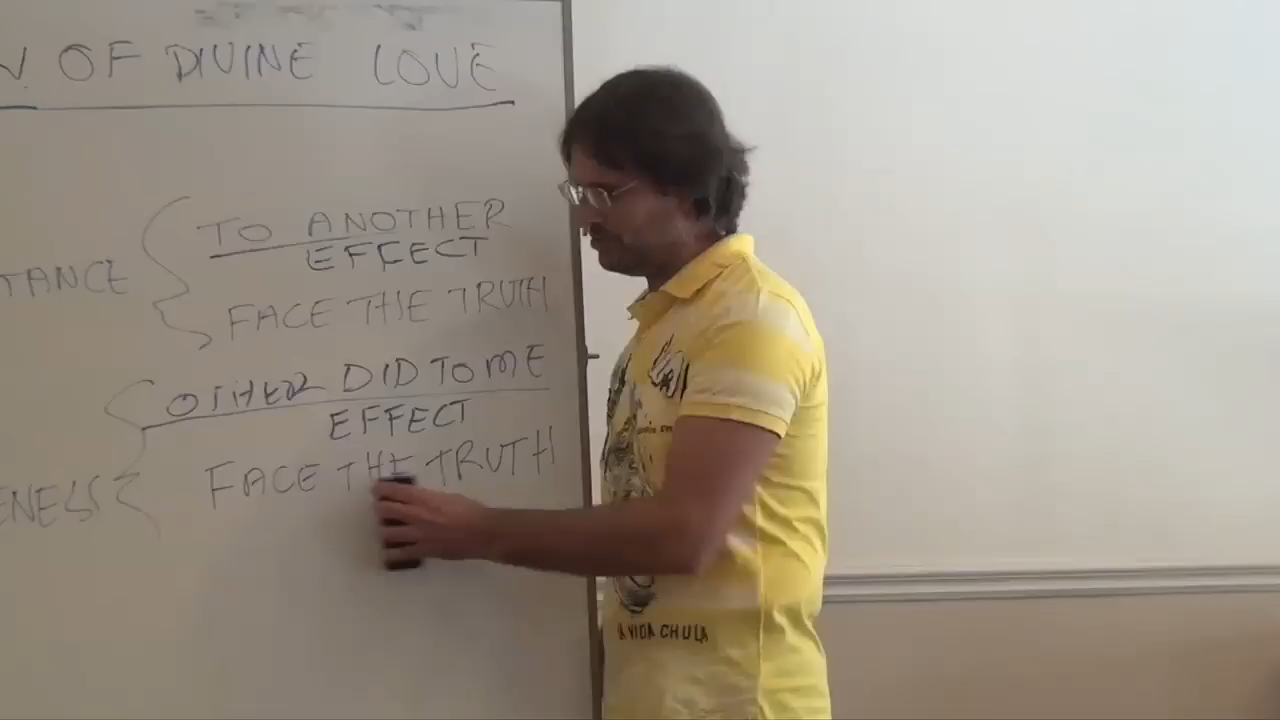 OF DIVINE LOVE
TO ANOTHER
EFFECT
TANCE
FACE THE TRUTH
OTHER DID TO ME
EFFECT
FACE THE TRUTH
ENESS
VIDA CHULA